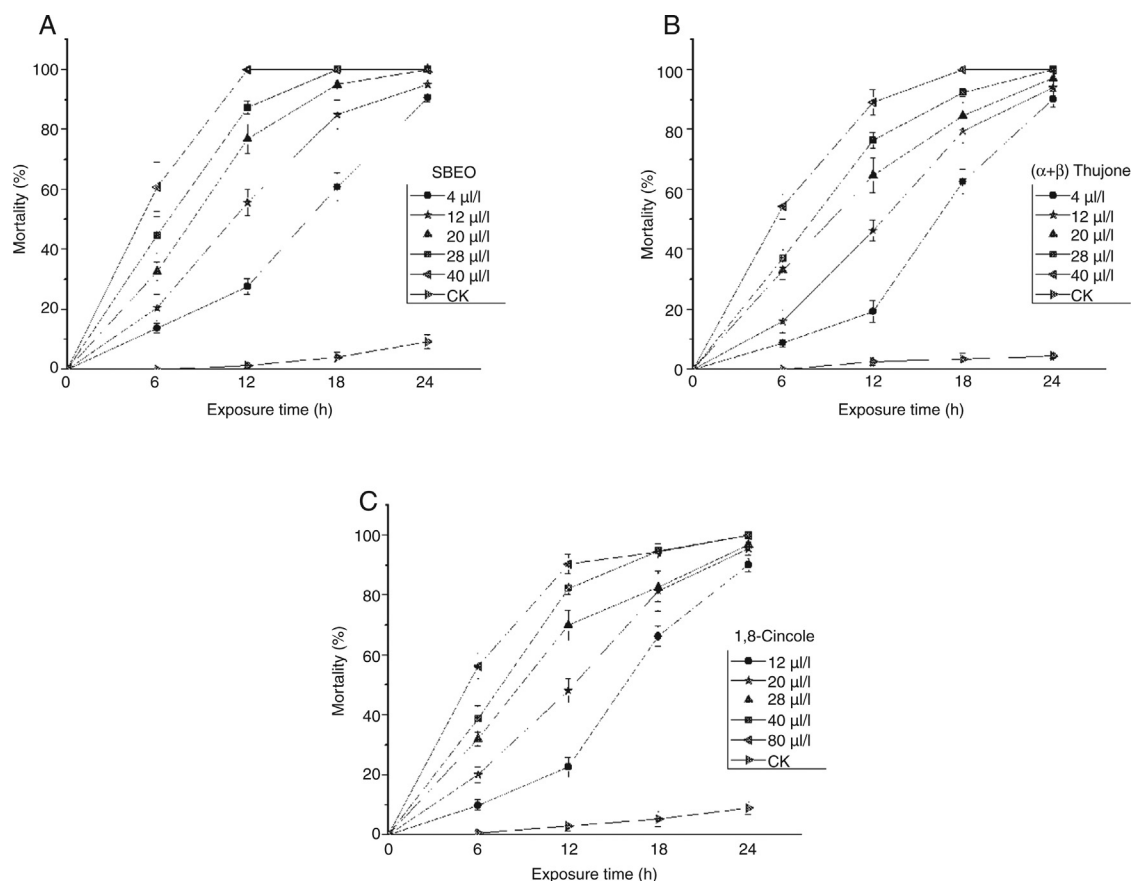 A
Mortality (%)
100
80
60
40
20
0
0 6 12 18 24
Exposure time (h)
SBEO
4 µl/l
12 µl/l
20 µl/l
28 µl/l
40 µl/l
CK
B
Mortality (%)
100
80
60
40
20
0
0 6 12 18 24
Exposure time (h)
(α+β) Thujone
4 µl/l
12 µl/l
20 µl/l
28 µl/l
40 µl/l
CK
C
Mortality (%)
100
80
60
40
20
0
0 6 12 18 24
Exposure time (h)
1,8-Cincole
12 µl/l
20 µl/l
28 µl/l
40 µl/l
80 µl/l
CK